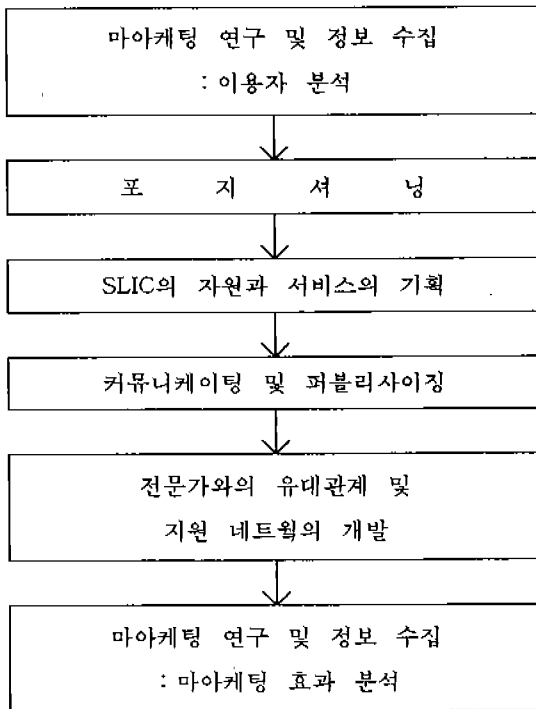 마아케팅 연구 및 정보 수집
: 이용자 분석
포 지 셔 닝
SLIC의 자원과 서비스의 기획
커뮤니케이팅 및 퍼블리사이징
전문가와의 유대관계 및
지원 네트웍의 개발
마아케팅 연구 및 정보 수집
: 마아케팅 효과 분석